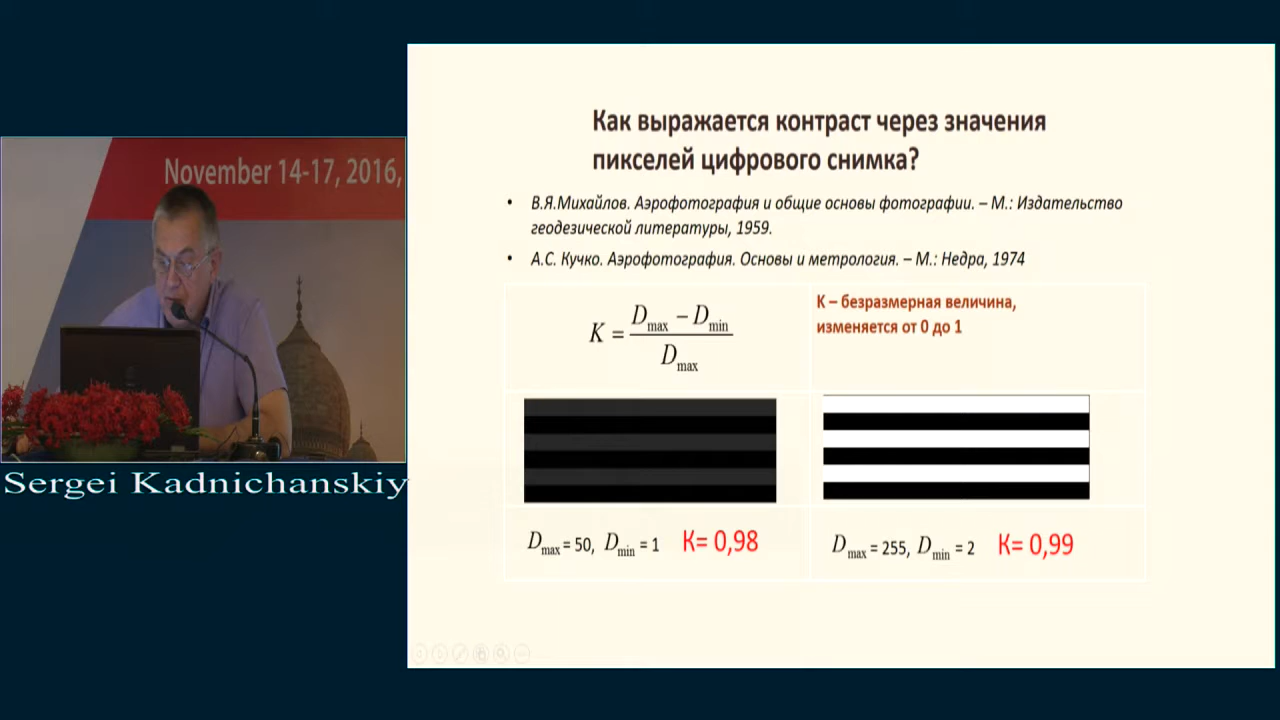 November 14-17, 2016,
Sergei Kadnichanskiy
Как выражается контраст через значения
пикселей цифрового снимка?
• В.Я.Михайлов. Аэрофотография и общие основы фотографии. – М.: Издательство
геодезической литературы, 1959.
• А.С. Кучко. Аэрофотография. Основы и метрология. – М.: Недра, 1974
K = (Dmax – Dmin) / Dmax
К – безразмерная величина,
изменяется от 0 до 1
Dmax = 50, Dmin = 1 К= 0,98
Dmax = 255, Dmin = 2 К= 0,99